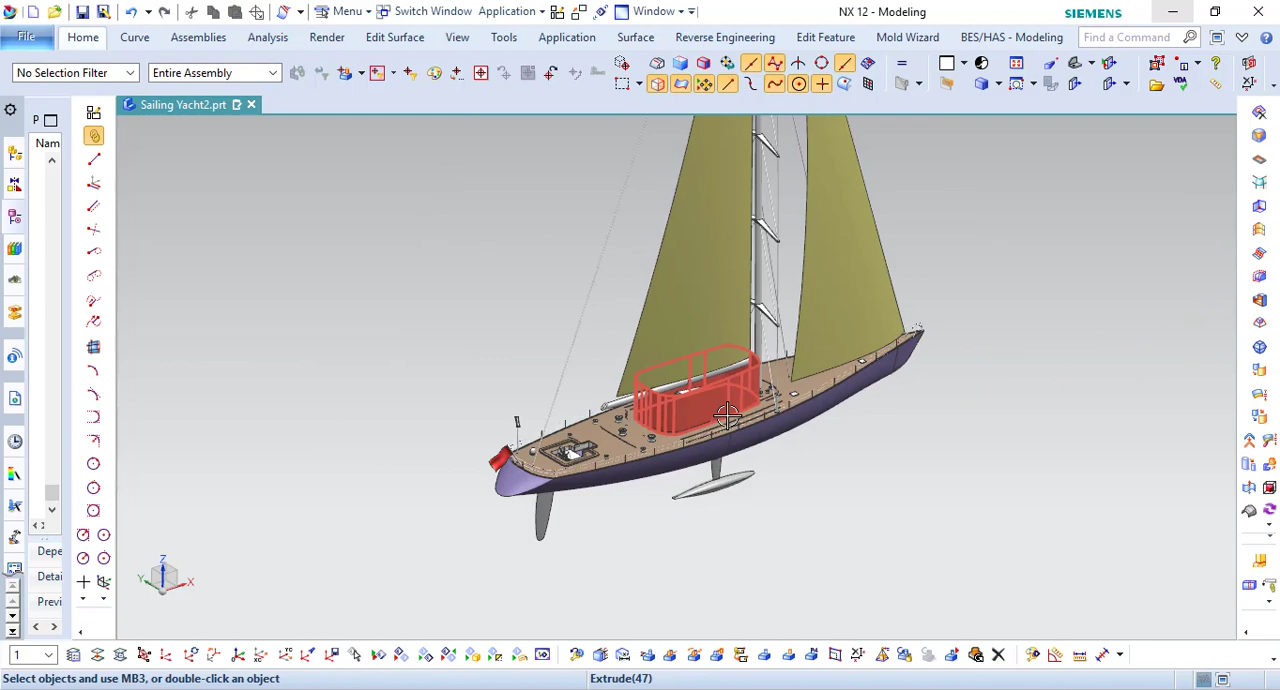 Menu
Switch Window
Application
Window
NX 12 - Modeling
SIEMENS
File
Home
Curve
Assemblies
Analysis
Render
Edit Surface
View
Tools
Application
Surface
Reverse Engineering
Edit Feature
Mold Wizard
BES/HAS - Modeling
Find a Command
No Selection Filter
Entire Assembly
VDA
P
Sailing Yacht2.prt
Nam
Depe
Detai
Previ
Z
Y
X
1
Select objects and use MB3, or double-click an object
Extrude(47)